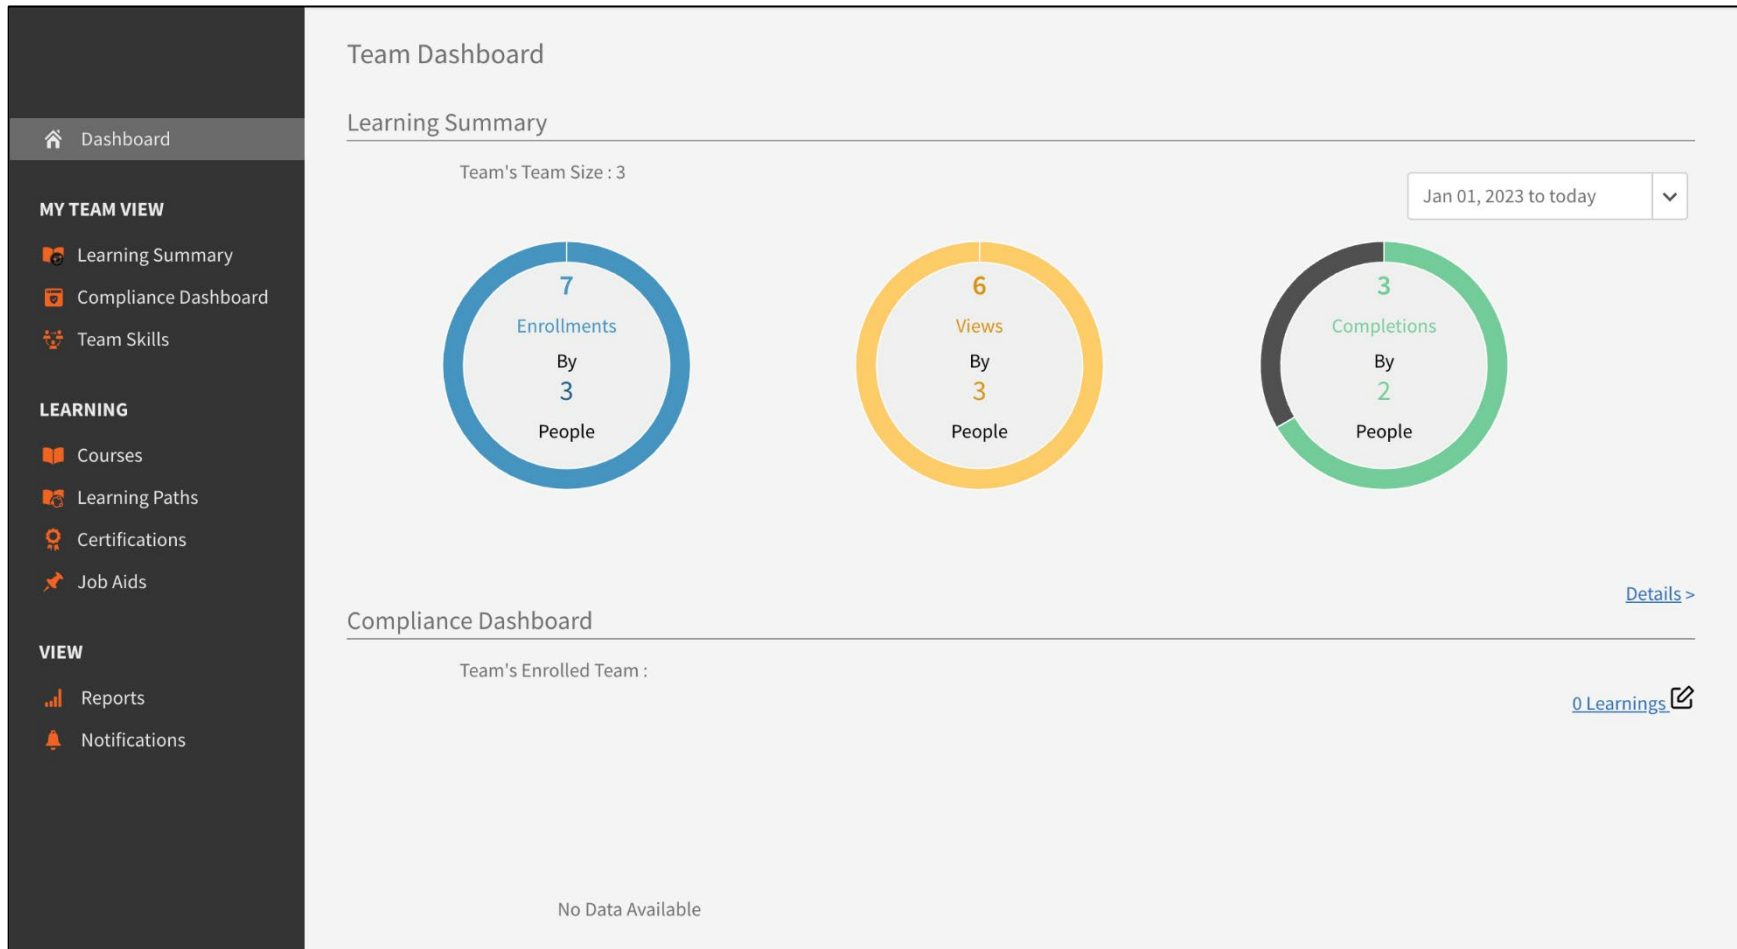 Dashboard
MY TEAM VIEW
Learning Summary
Compliance Dashboard
Team Skills
LEARNING
Courses
Learning Paths
Certifications
Job Aids
VIEW
Reports
Notifications
Team Dashboard
Learning Summary
Team's Team Size : 3
Jan 01, 2023 to today
7
Enrollments
By
3
People
6
Views
By
3
People
3
Completions
By
2
People
Details >
Compliance Dashboard
Team's Enrolled Team :
0 Learnings
No Data Available